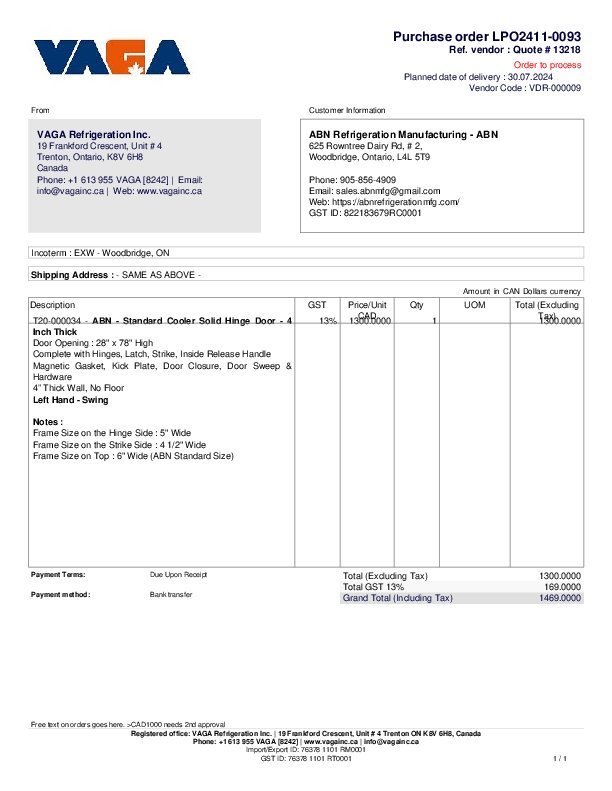 VAGA
Purchase order LPO2411-0093
Ref. vendor : Quote # 13218
Order to process
Planned date of delivery : 30.07.2024
Vendor Code : VDR-000009
From
Customer Information
VAGA Refrigeration Inc.
19 Frankford Crescent, Unit # 4
Trenton, Ontario, K8V 6H8
Canada
Phone: +1 613 955 VAGA [8242] | Email:
info@vagainc.ca | Web: www.vagainc.ca
ABN Refrigeration Manufacturing - ABN
625 Rowntree Dairy Rd, # 2,
Woodbridge, Ontario, L4L 5T9
Phone: 905-856-4909
Email: sales.abnmfg@gmail.com
Web: https://abnrefrigerationmfg.com/
GST ID: 822183679RC0001
Incoterm : EXW - Woodbridge, ON
Shipping Address : - SAME AS ABOVE -
Amount in CAN Dollars currency
Description GST Price/Unit CAD Qty UOM Total (Excluding Tax)
T20-000034 - ABN - Standard Cooler Solid Hinge Door - 4 13% 1300.0000 1 1300.0000
Inch Thick
Door Opening : 28" x 78" High
Complete with Hinges, Latch, Strike, Inside Release Handle
Magnetic Gasket, Kick Plate, Door Closure, Door Sweep &
Hardware
4" Thick Wall, No Floor
Left Hand - Swing
Notes :
Frame Size on the Hinge Side : 5" Wide
Frame Size on the Strike Side : 4 1/2" Wide
Frame Size on Top : 6" Wide (ABN Standard Size)
Payment Terms: Due Upon Receipt
Payment method: Bank transfer
Total (Excluding Tax) 1300.0000
Total GST 13% 169.0000
Grand Total (Including Tax) 1469.0000
Free text on orders goes here. >CAD1000 needs 2nd approval
Registered office: VAGA Refrigeration Inc. | 19 Frankford Crescent, Unit # 4 Trenton ON K8V 6H8, Canada
Phone: +1 613 955 VAGA [8242] | www.vagainc.ca | info@vagainc.ca
Import/Export ID: 76378 1101 RM0001
GST ID: 76378 1101 RT0001
1 / 1